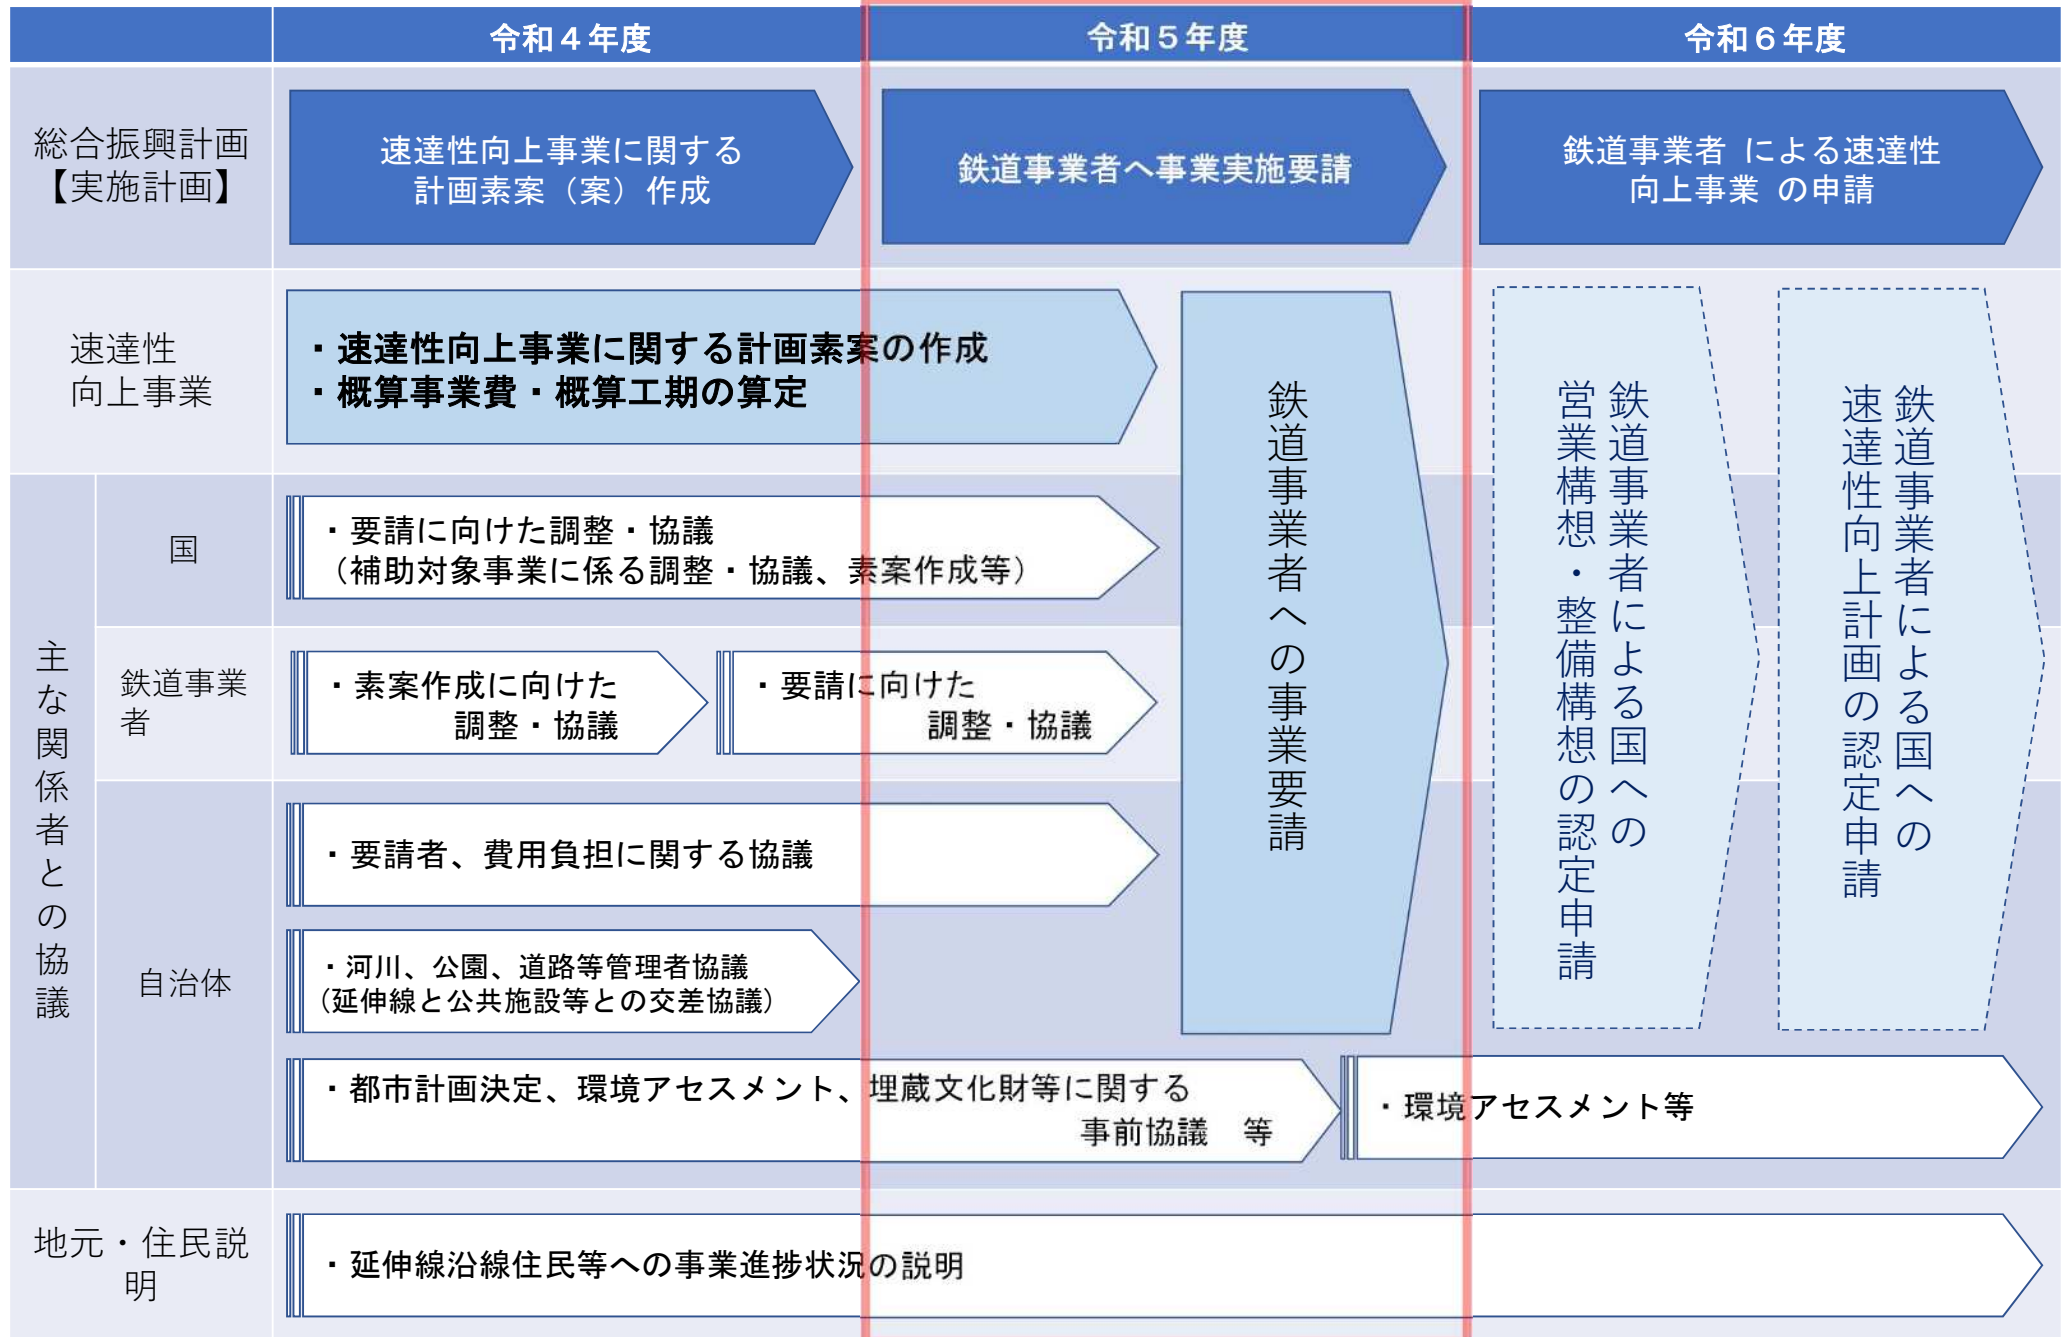 令和４年度
令和５年度
令和６年度
総合振興計画
【実施計画】
速達性向上事業に関する
計画素案（案）作成
鉄道事業者へ事業実施要請
鉄道事業者 による速達性
向上事業 の申請
速達性
向上事業
・速達性向上事業に関する計画素案の作成
・概算事業費・概算工期の算定
鉄道事業者への事業要請
鉄道事業者による国への
営業構想・整備構想の認定申請
鉄道事業者による国への
速達性向上計画の認定申請
主な関係者との協議
国
・要請に向けた調整・協議
（補助対象事業に係る調整・協議、素案作成等）
鉄道事業
者
・素案作成に向けた
調整・協議
・要請に向けた
調整・協議
自治体
・要請者、費用負担に関する協議
・河川、公園、道路等管理者協議
（延伸線と公共施設等との交差協議）
・都市計画決定、環境アセスメント、埋蔵文化財等に関する
事前協議　等
・環境アセスメント等
地元・住民説
明
・延伸線沿線住民等への事業進捗状況の説明